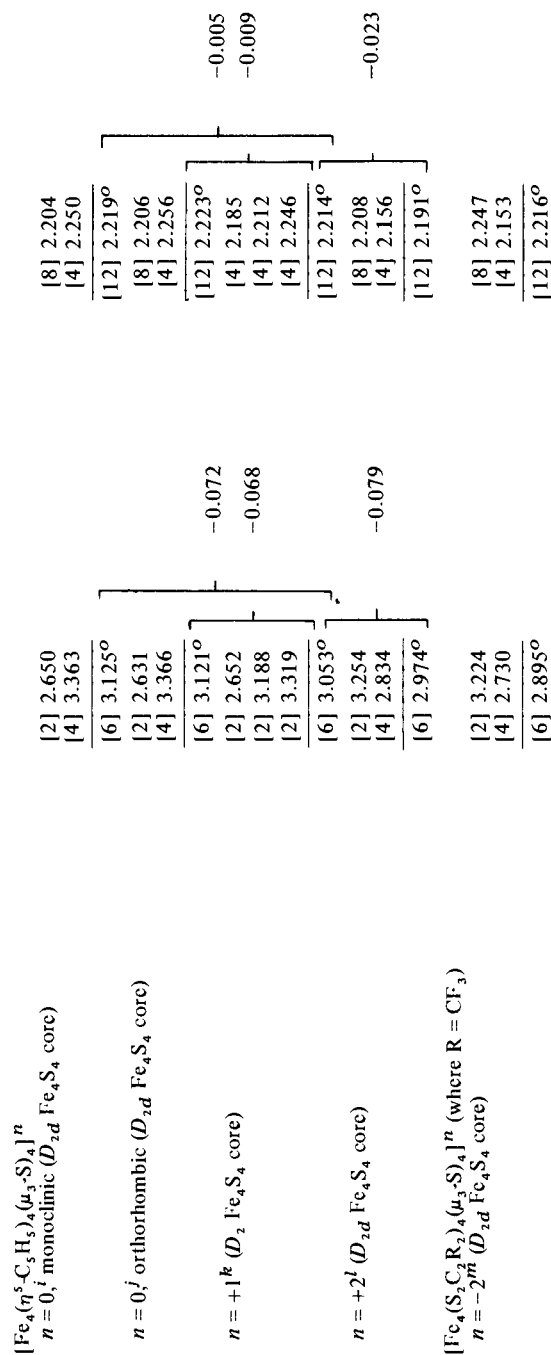 [Fe₄(η⁵-C₅H₅)₄(μ₃-S)₄]ⁿ
n = 0,ⁱ monoclinic (D₂d Fe₄S₄ core) [2] 2.650 [8] 2.204
[4] 3.363 [4] 2.250
[6] 3.125ᵒ [12] 2.219ᵒ
n = 0,ʲ orthorhombic (D₂d Fe₄S₄ core) [2] 2.631 [8] 2.206
[4] 3.366 [4] 2.256
[6] 3.121ᵒ −0.072 [12] 2.223ᵒ −0.005
n = +1ᵏ (D₂ Fe₄S₄ core) [2] 2.652 −0.068 [4] 2.185 −0.009
[2] 3.188 [4] 2.212
[2] 3.319 [4] 2.246
[6] 3.053ᵒ [12] 2.214ᵒ
n = +2ˡ (D₂d Fe₄S₄ core) [2] 3.254 −0.079 [8] 2.208 −0.023
[4] 2.834 [4] 2.156
[6] 2.974ᵒ [12] 2.191ᵒ
[Fe₄(S₂C₂R₂)₄(μ₃-S)₄]ⁿ (where R = CF₃)
n = −2ᵐ (D₂d Fe₄S₄ core) [2] 3.224 [8] 2.247
[4] 2.730 [4] 2.153
[6] 2.895ᵒ [12] 2.216ᵒ